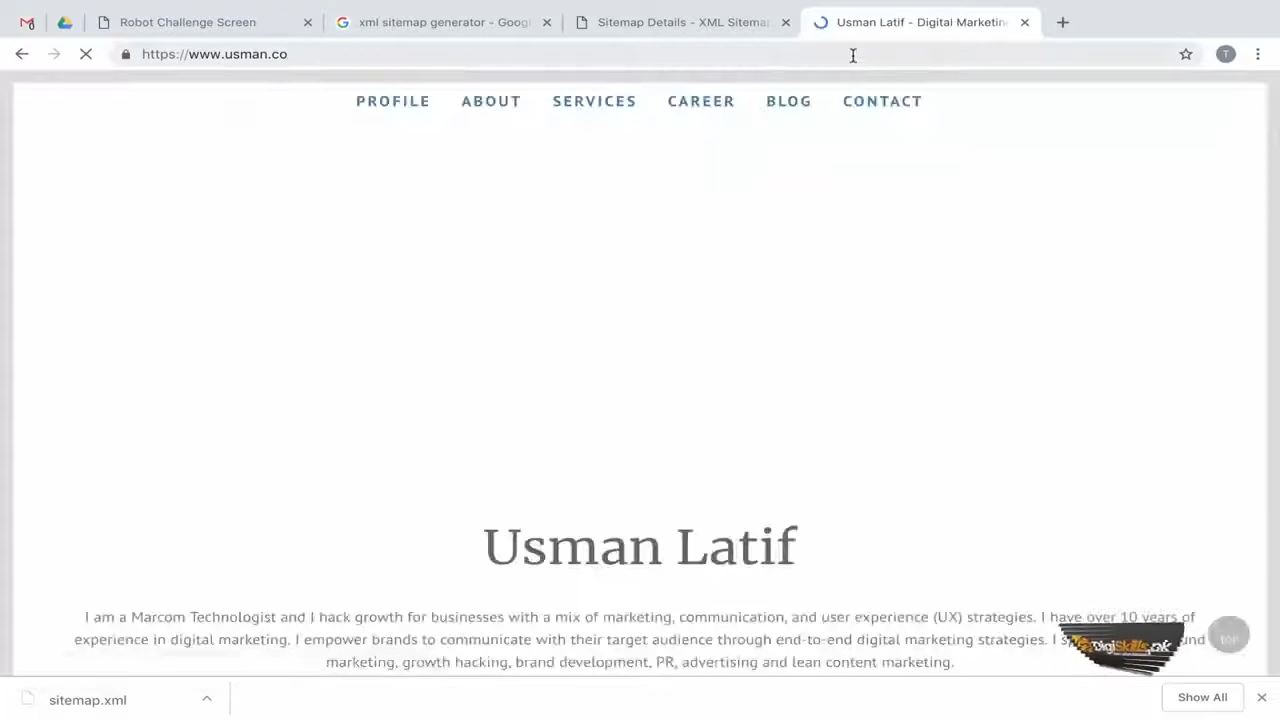 Robot Challenge Screen
xml sitemap generator - Goog
Sitemap Details - XML Sitema
Usman Latif - Digital Marketin
https://www.usman.co
T
PROFILE ABOUT SERVICES CAREER BLOG CONTACT
Usman Latif
I am a Marcom Technologist and I hack growth for businesses with a mix of marketing, communication, and user experience (UX) strategies. I have over 10 years of
experience in digital marketing. I empower brands to communicate with their target audience through end-to-end digital marketing strategies. I
marketing, growth hacking, brand development, PR, advertising and lean content marketing.
TOP
DigiSkills.pk
sitemap.xml
Show All